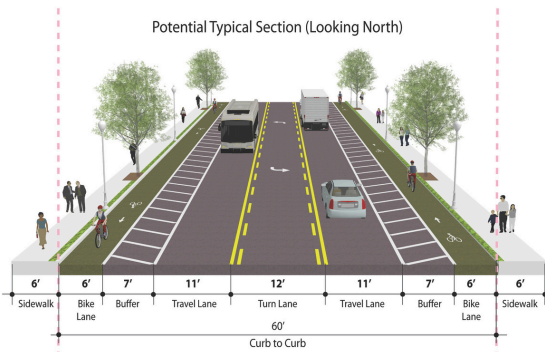 Potential Typical Section (Looking North)
6’ 6’ 7’ 11’ 12’ 11’ 7’ 6’ 6’
Sidewalk Bike Lane Buffer Travel Lane Turn Lane Travel Lane Buffer Bike Lane Sidewalk
60’
Curb to Curb